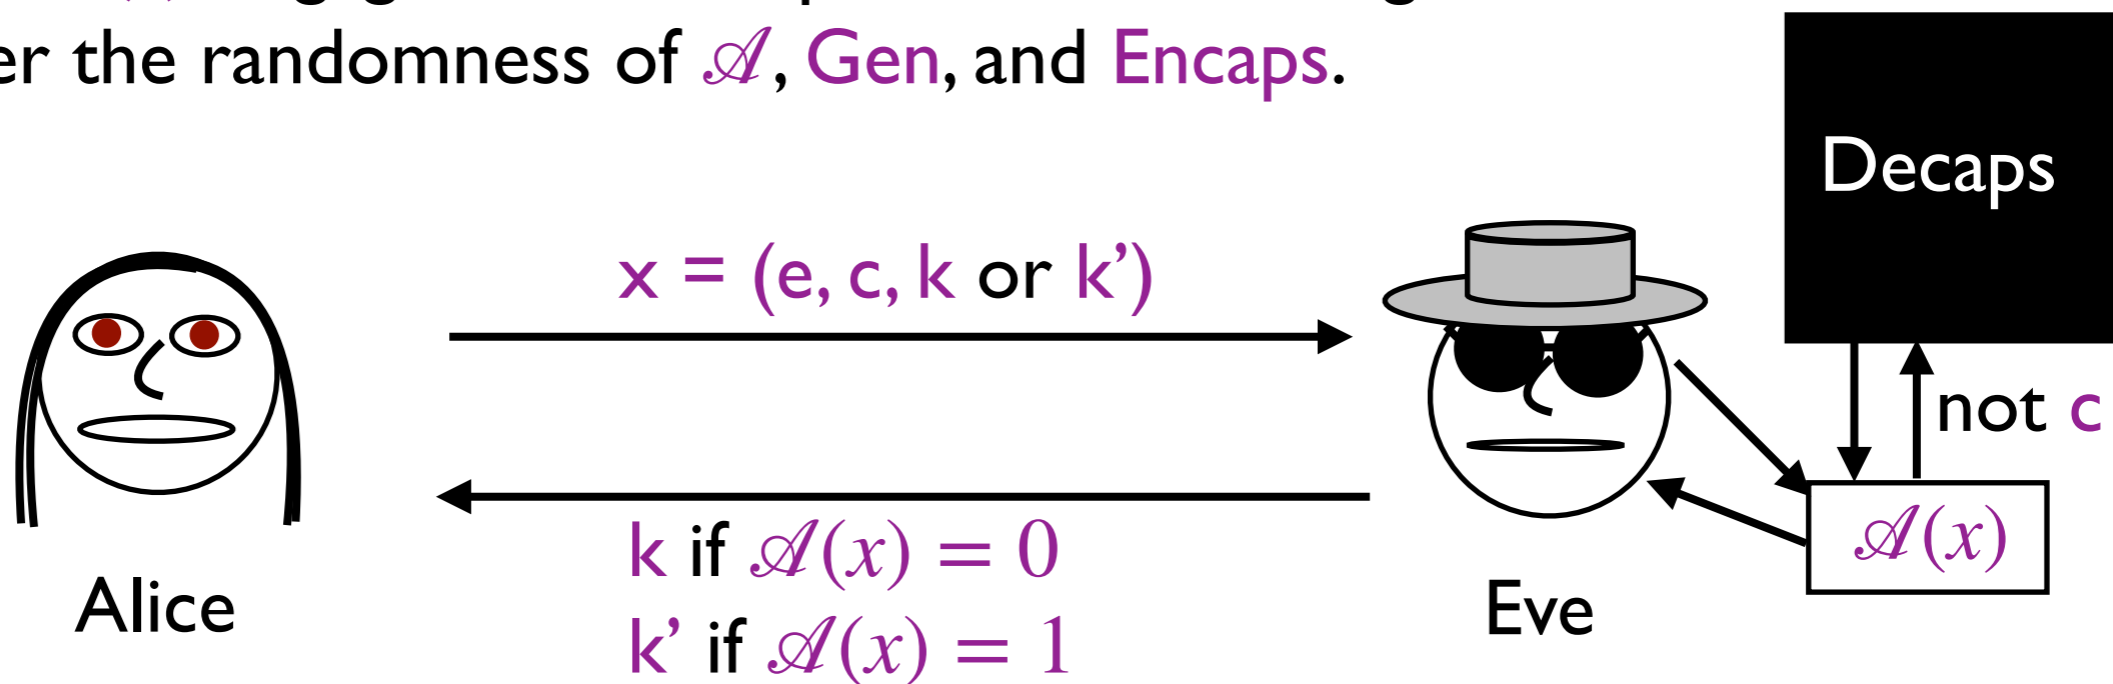 er the randomness of 𝒜, Gen, and Encaps.
Decaps
x = (e, c, k or k’)
not c
k if 𝒜(x) = 0
𝒜(x)
Alice
Eve
k’ if 𝒜(x) = 1